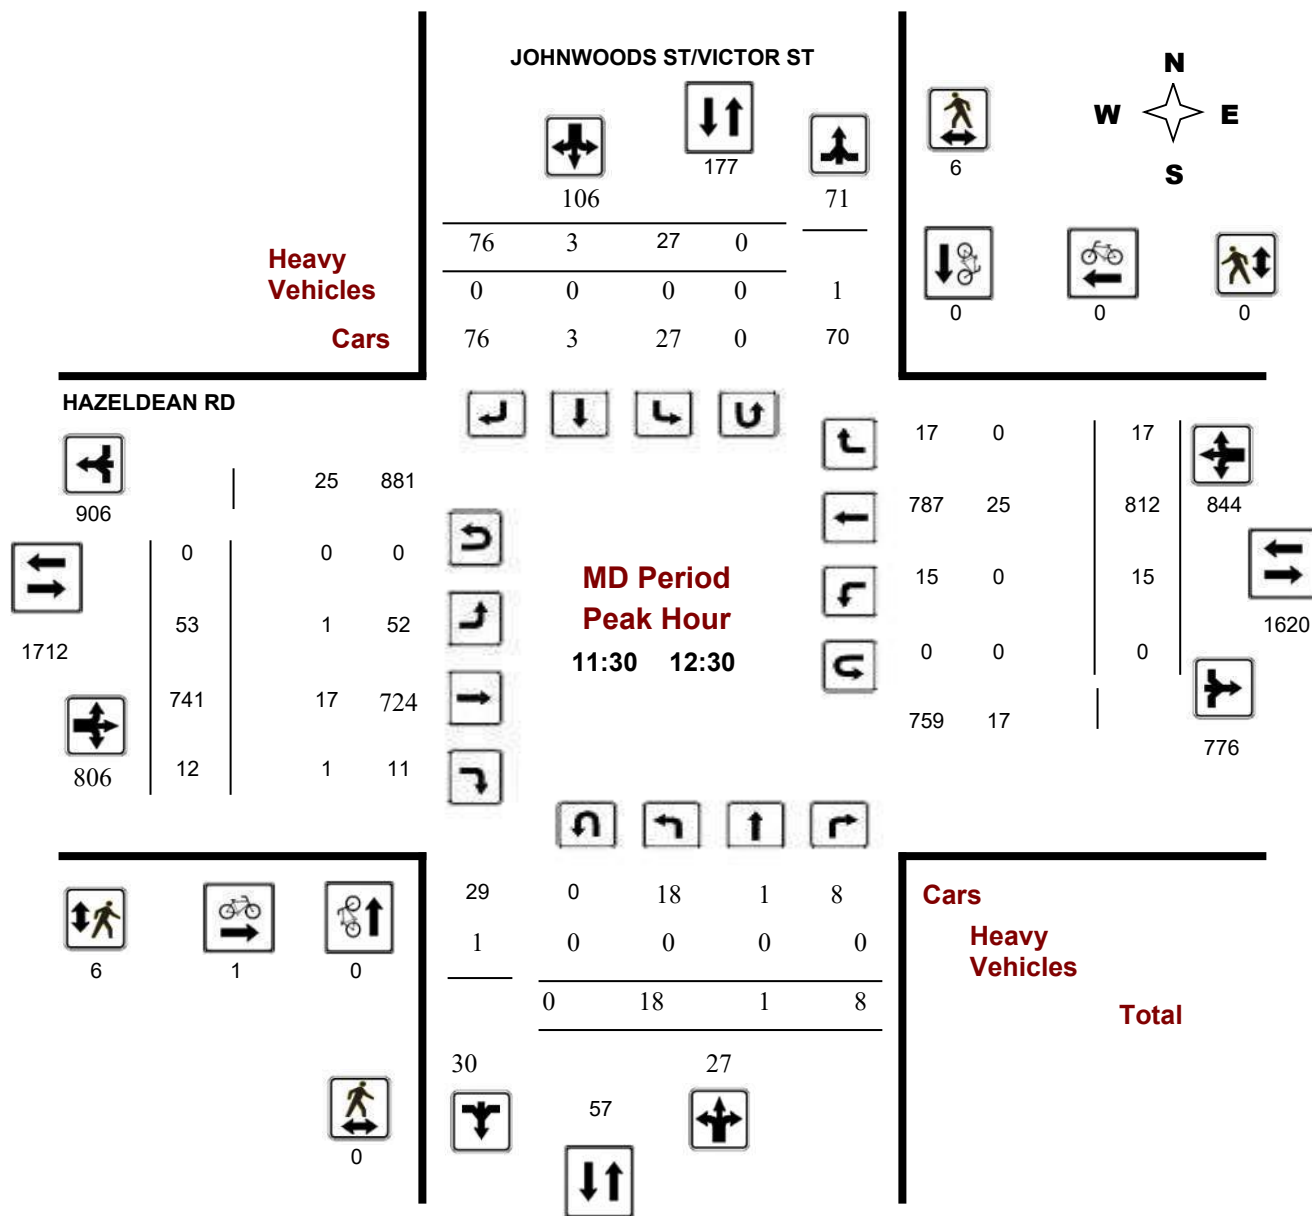 JOHNWOODS ST/VICTOR ST
N
W E
S
177
6
106 71
76 3 27 0
Heavy
Vehicles
0 0 0 0 1
Cars
76 3 27 0 70
0 0 0
HAZELDEAN RD
17 0 17
25 881
906
787 25 812 844
0 0 0
MD Period
15 0 15
53 1 52
Peak Hour
1620
1712
11:30 12:30
0 0 0
741 17 724
759 17
776
806 12 1 11
29 0 18 1 8
Cars
1 0 0 0 0
Heavy
Vehicles
6 1 0
0 18 1 8
Total
30 27
57
0